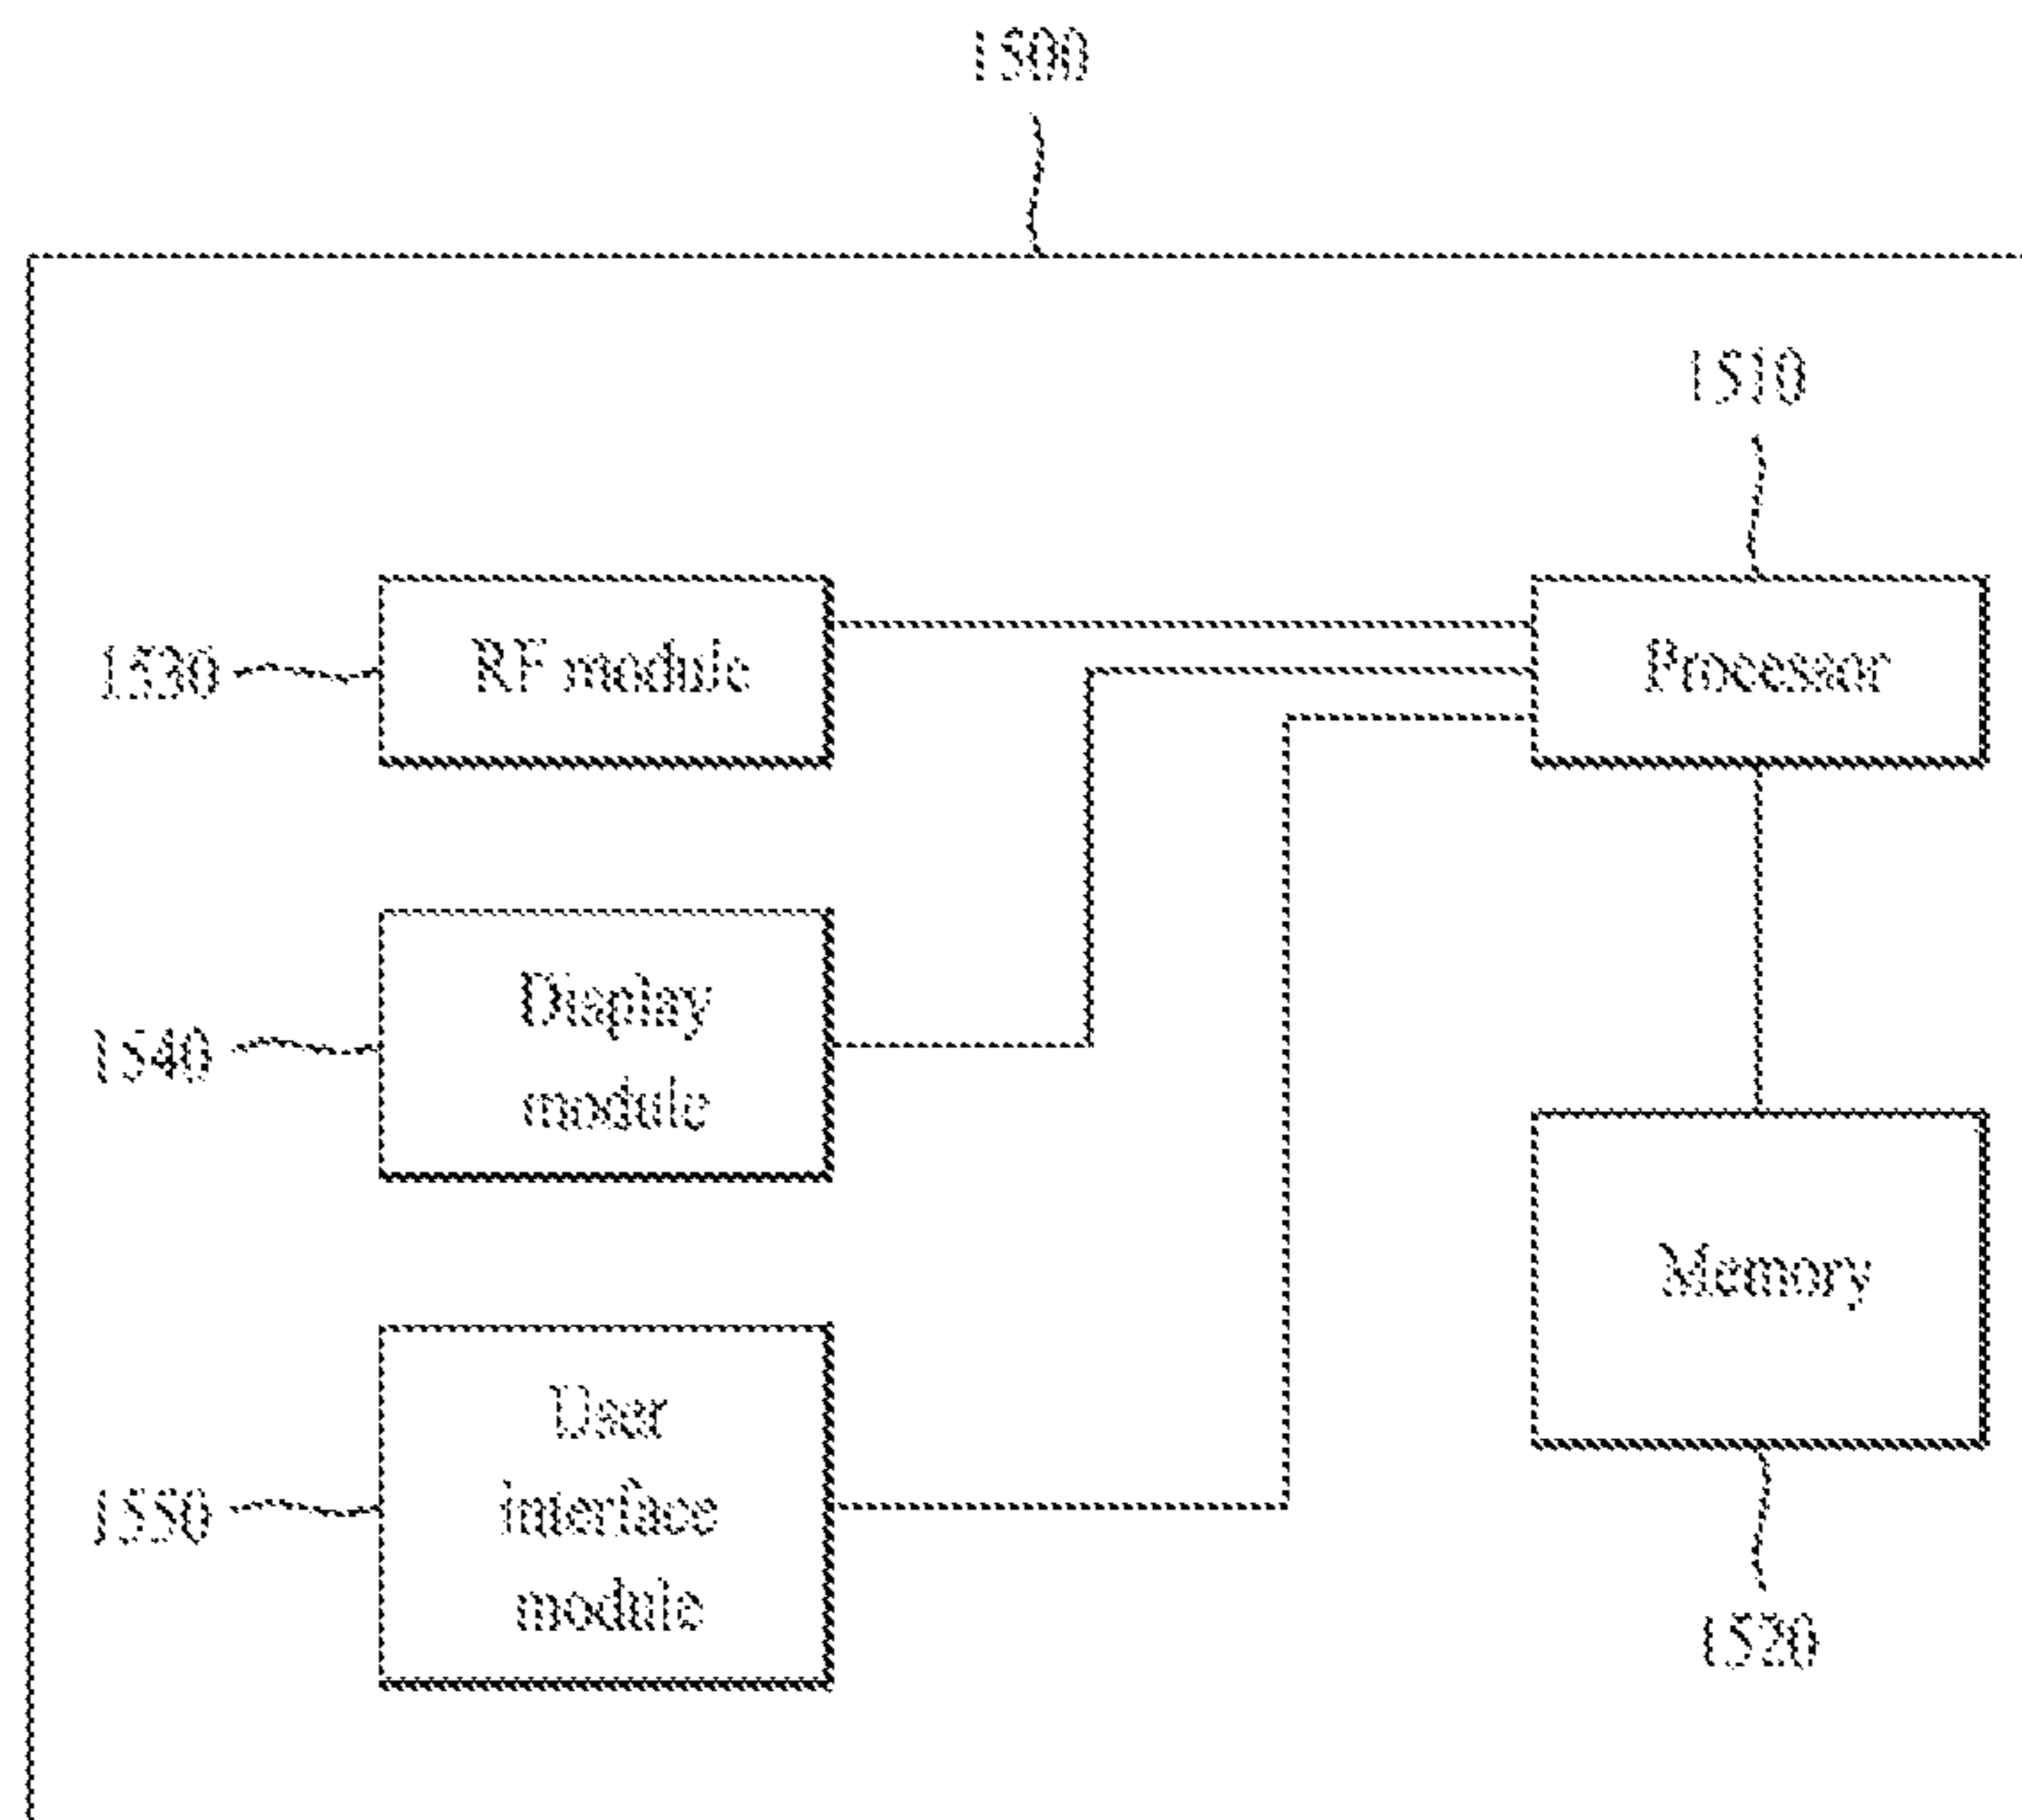 1500
1510
1530
RF module
Processor
Display
1540
module
Memory
User
1550
interface
module
1520